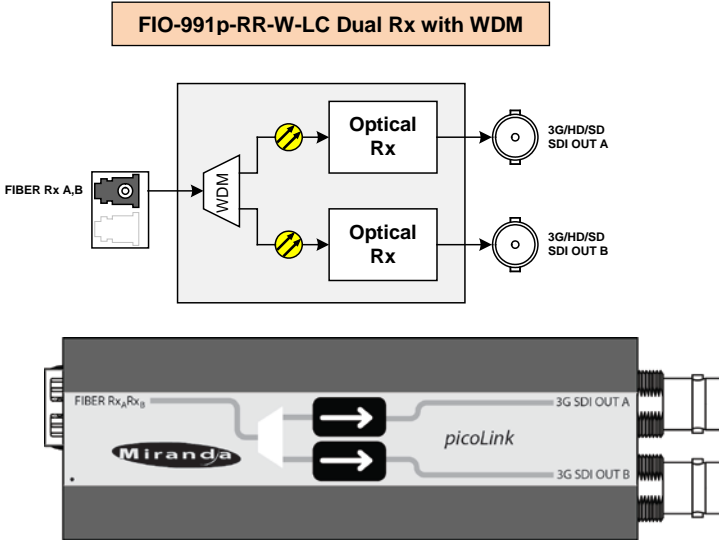 FIO-991p-RR-W-LC Dual Rx with WDM
FIBER Rx A,B
WDM
Optical
Rx
3G/HD/SD
SDI OUT A
Optical
Rx
3G/HD/SD
SDI OUT B
FIBER RxARxB
3G SDI OUT A
Miranda
picoLink
3G SDI OUT B